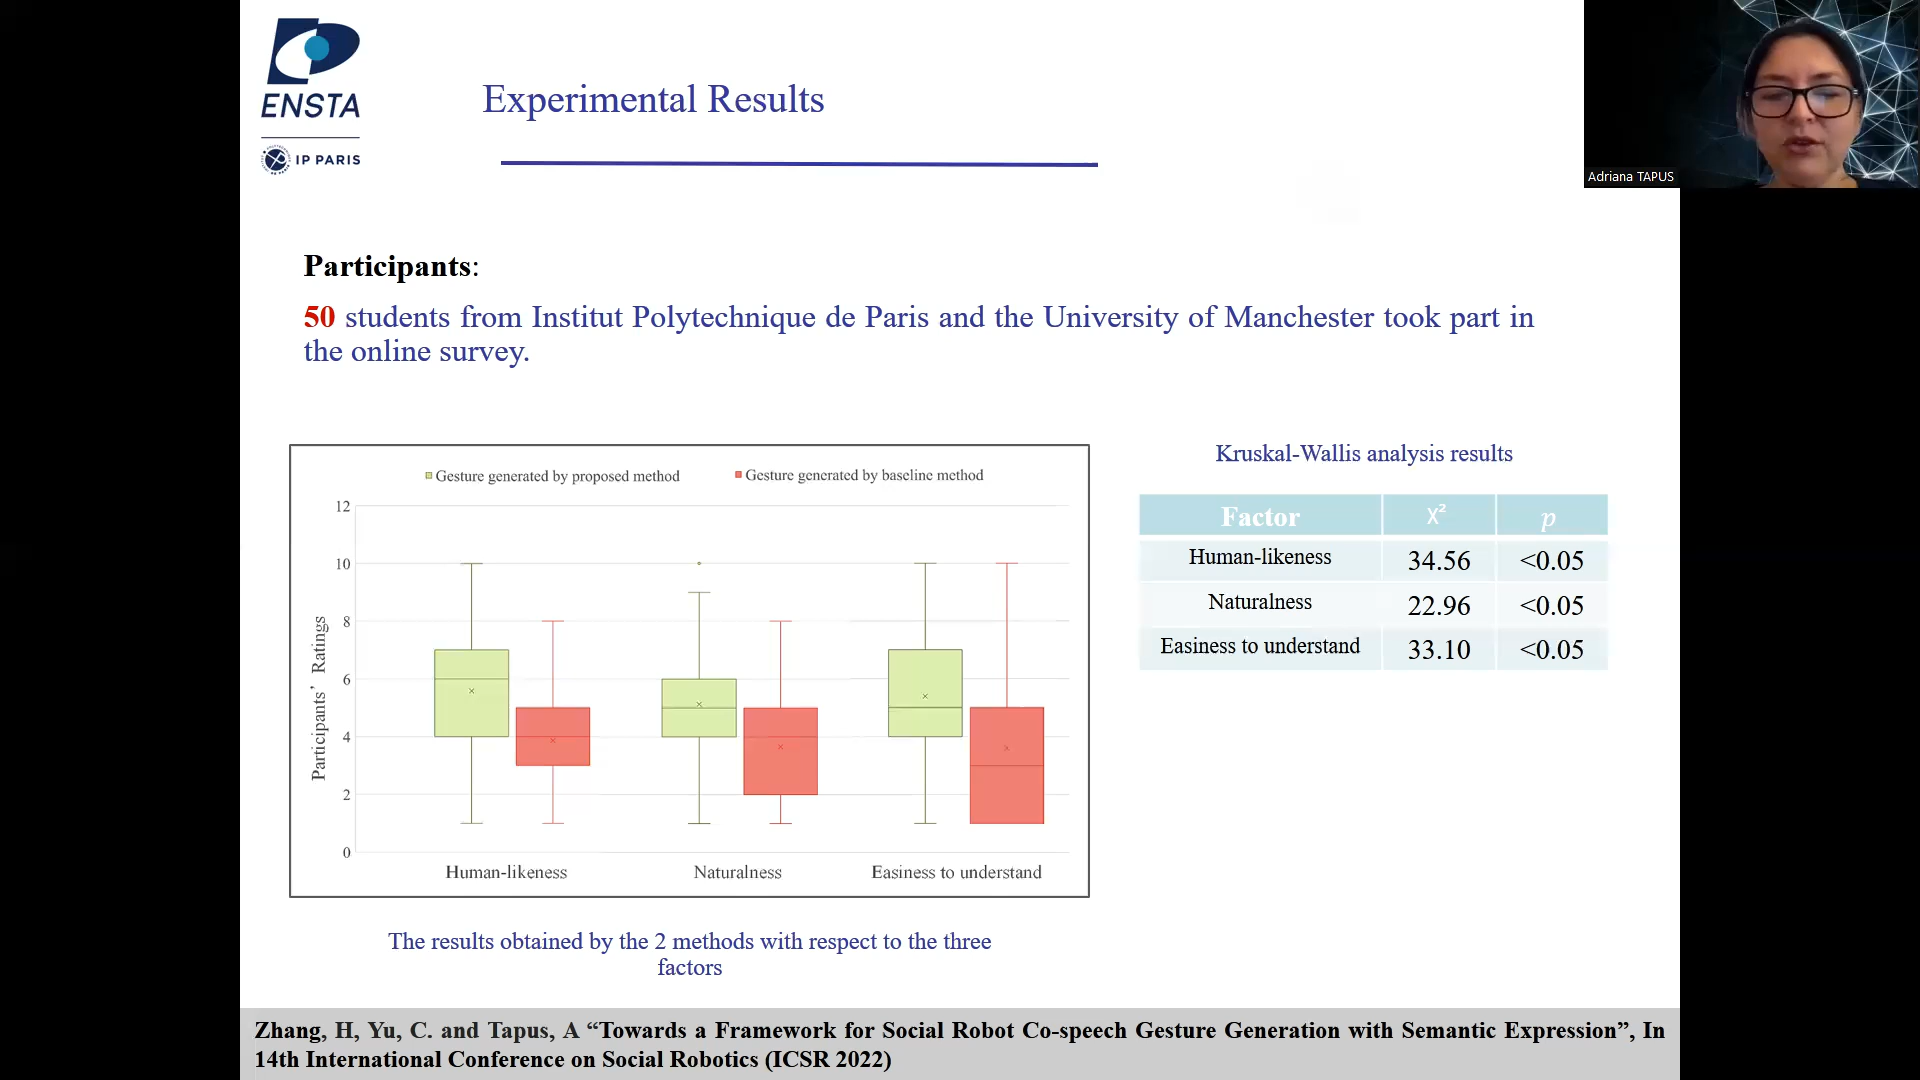 ENSTA
IP PARIS
Experimental Results
Adriana TAPUS
Participants:
50 students from Institut Polytechnique de Paris and the University of Manchester took part in
the online survey.
Gesture generated by proposed method
Gesture generated by baseline method
12
10
8
6
4
2
0
Participants’ Ratings
Human-likeness
Naturalness
Easiness to understand
The results obtained by the 2 methods with respect to the three
factors
Kruskal-Wallis analysis results
Factor X² p
Human-likeness 34.56 <0.05
Naturalness 22.96 <0.05
Easiness to understand 33.10 <0.05
Zhang, H, Yu, C. and Tapus, A “Towards a Framework for Social Robot Co-speech Gesture Generation with Semantic Expression”, In
14th International Conference on Social Robotics (ICSR 2022)